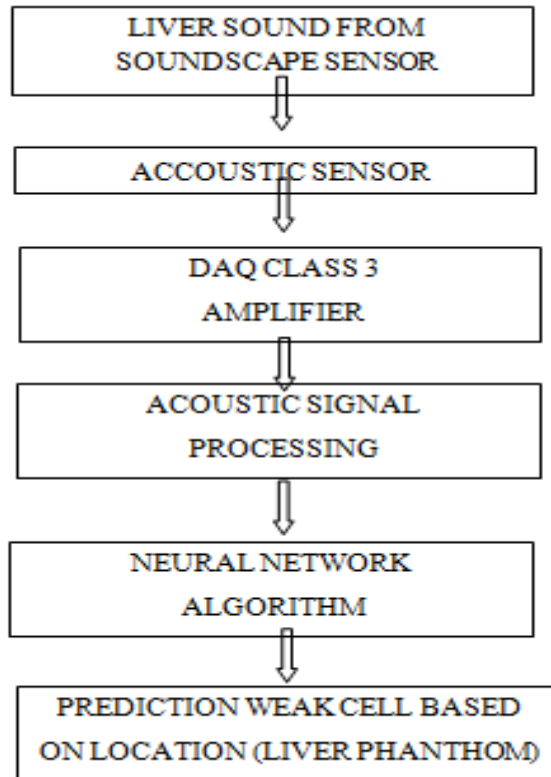 LIVER SOUND FROM
SOUNDSCAPE SENSOR
ACCOUSTIC SENSOR
DAQ CLASS 3
AMPLIFIER
ACOUSTIC SIGNAL
PROCESSING
NEURAL NETWORK
ALGORITHM
PREDICTION WEAK CELL BASED
ON LOCATION (LIVER PHANTHOM)